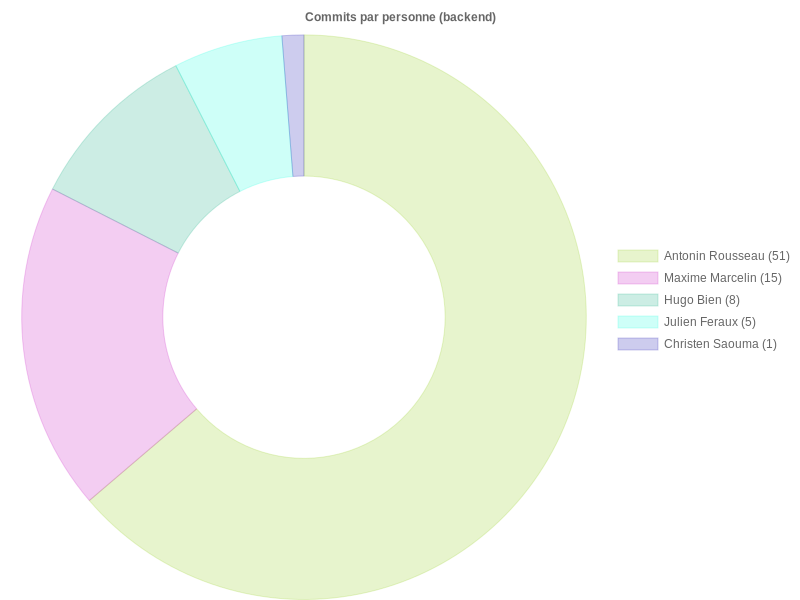 Commits par personne (backend)
Antonin Rousseau (51)
Maxime Marcelin (15)
Hugo Bien (8)
Julien Feraux (5)
Christen Saouma (1)